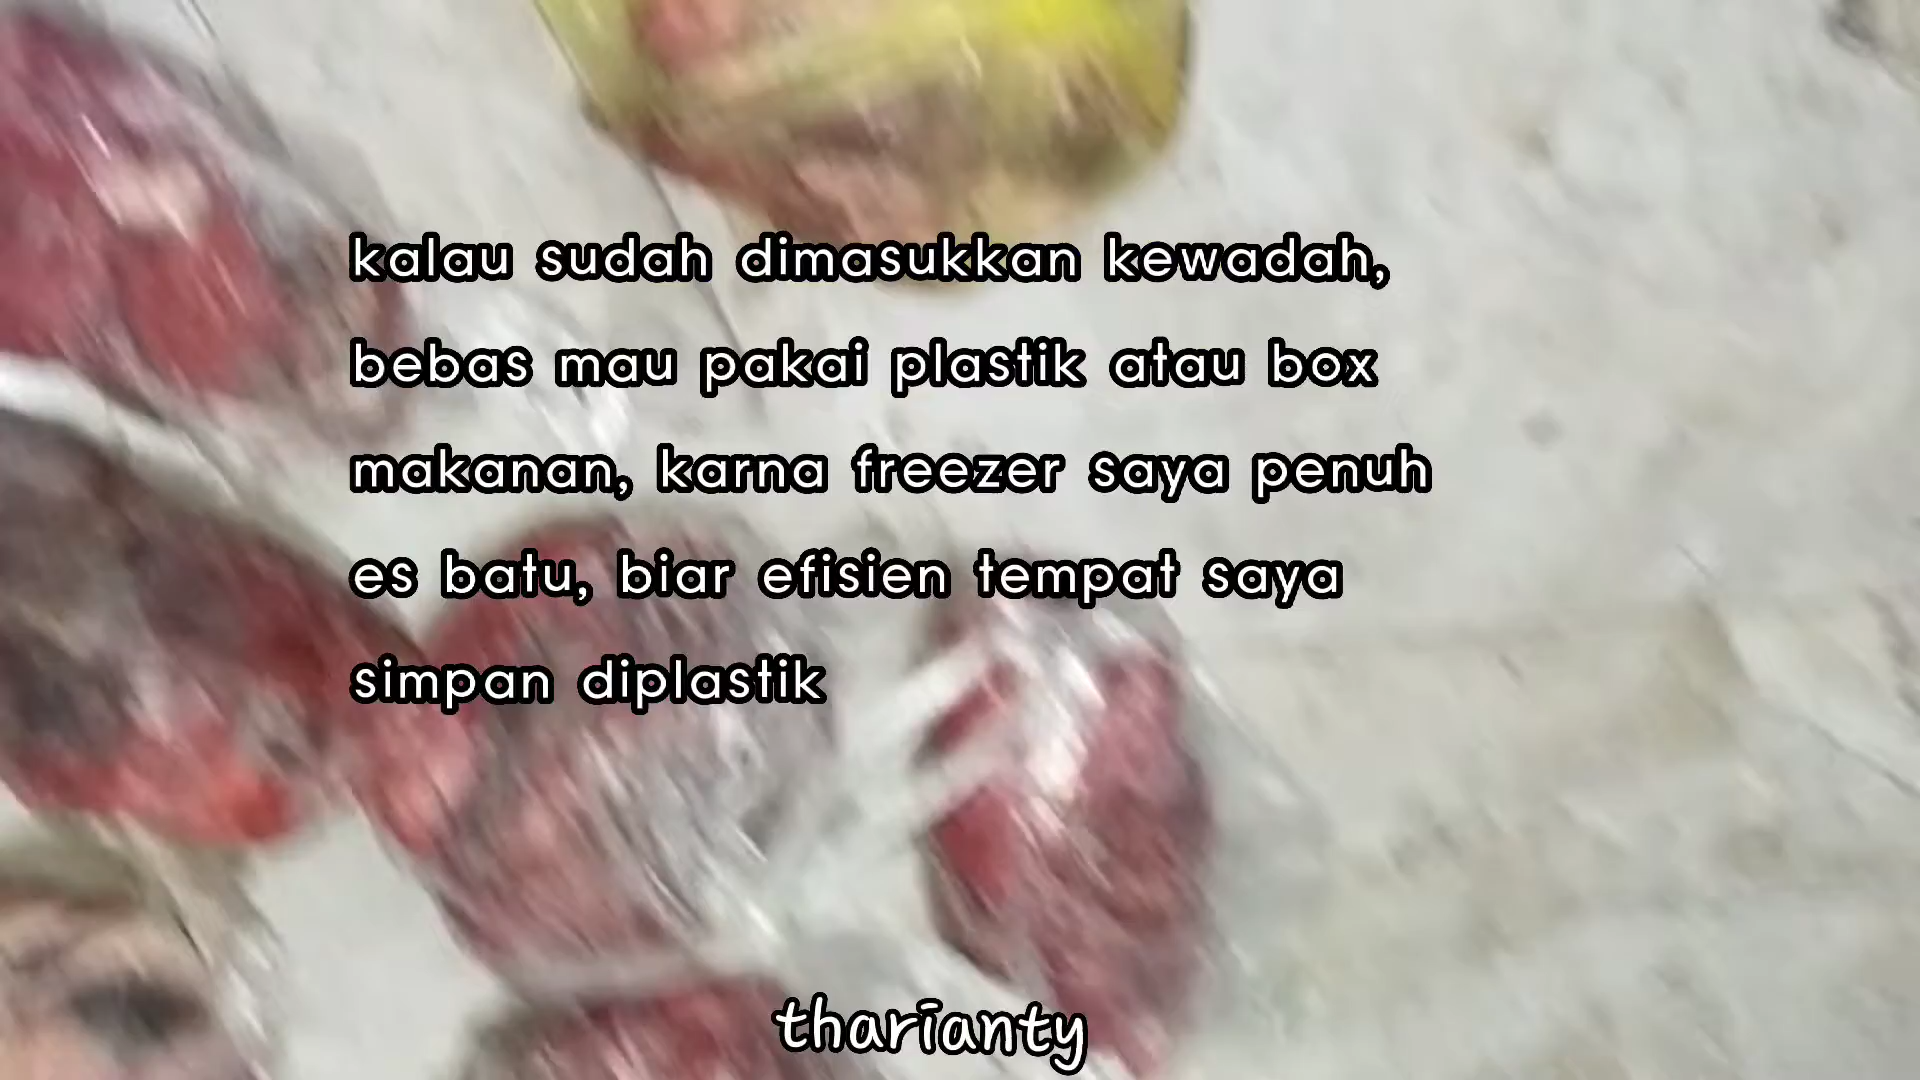 kalau sudah dimasukkan kewadah,
bebas mau pakai plastik atau box
makanan, karna freezer saya penuh
es batu, biar efisien tempat saya
simpan diplastik
tharianty